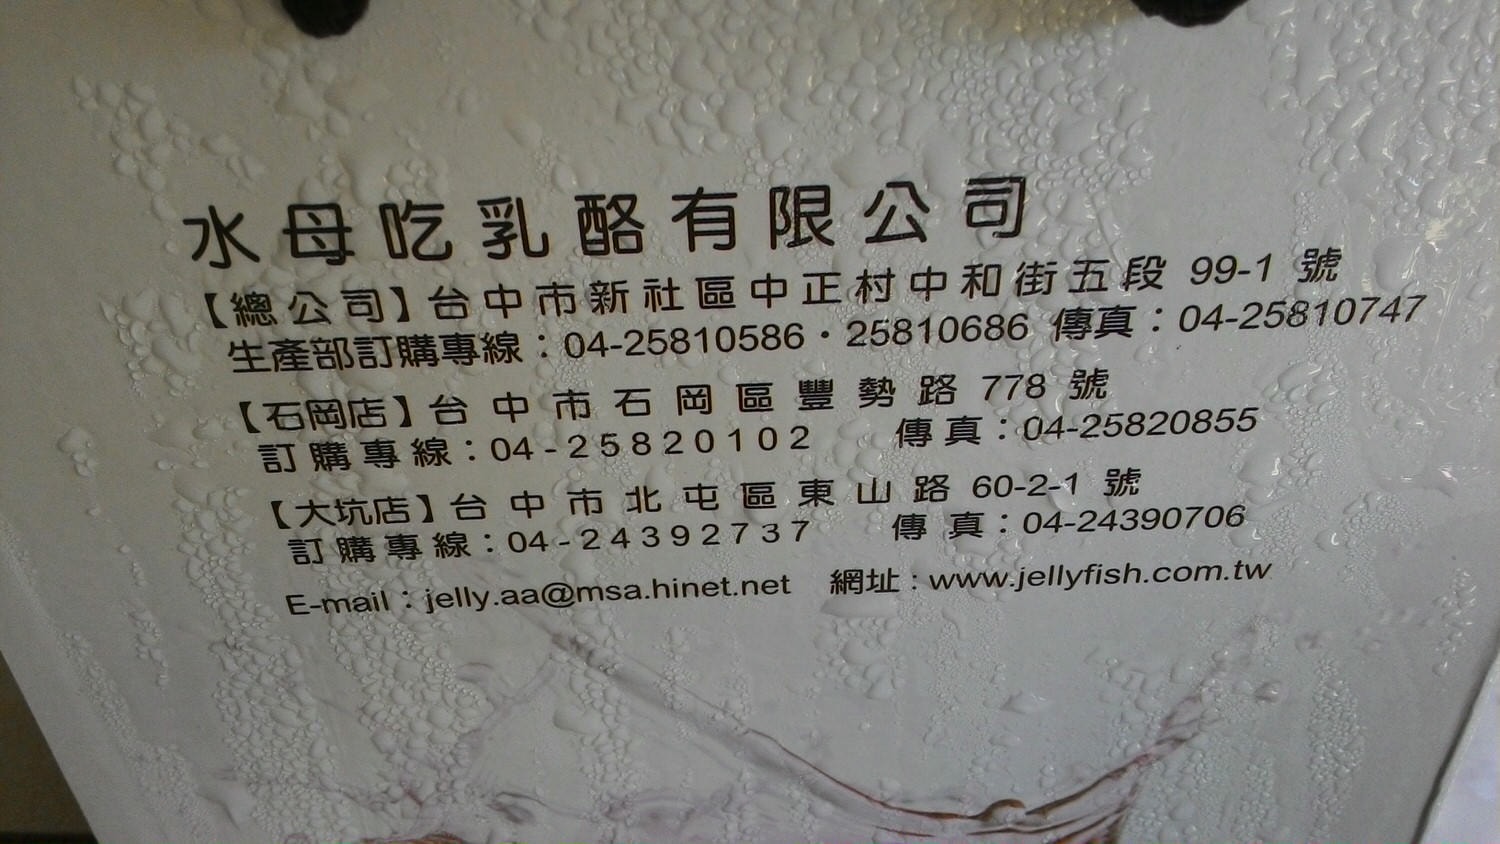 水母吃乳酪有限公司
【總公司】台中市新社區中正村中和街五段 99-1 號
生產部訂購專線：04-25810586・25810686 傳真：04-25810747
【石岡店】台中市石岡區豐勢路 778 號
訂購專線：04-25820102 傳真：04-25820855
【大坑店】台中市北屯區東山路 60-2-1 號
訂購專線：04-24392737 傳真：04-24390706
E-mail：jelly.aa@msa.hinet.net 網址：www.jellyfish.com.tw